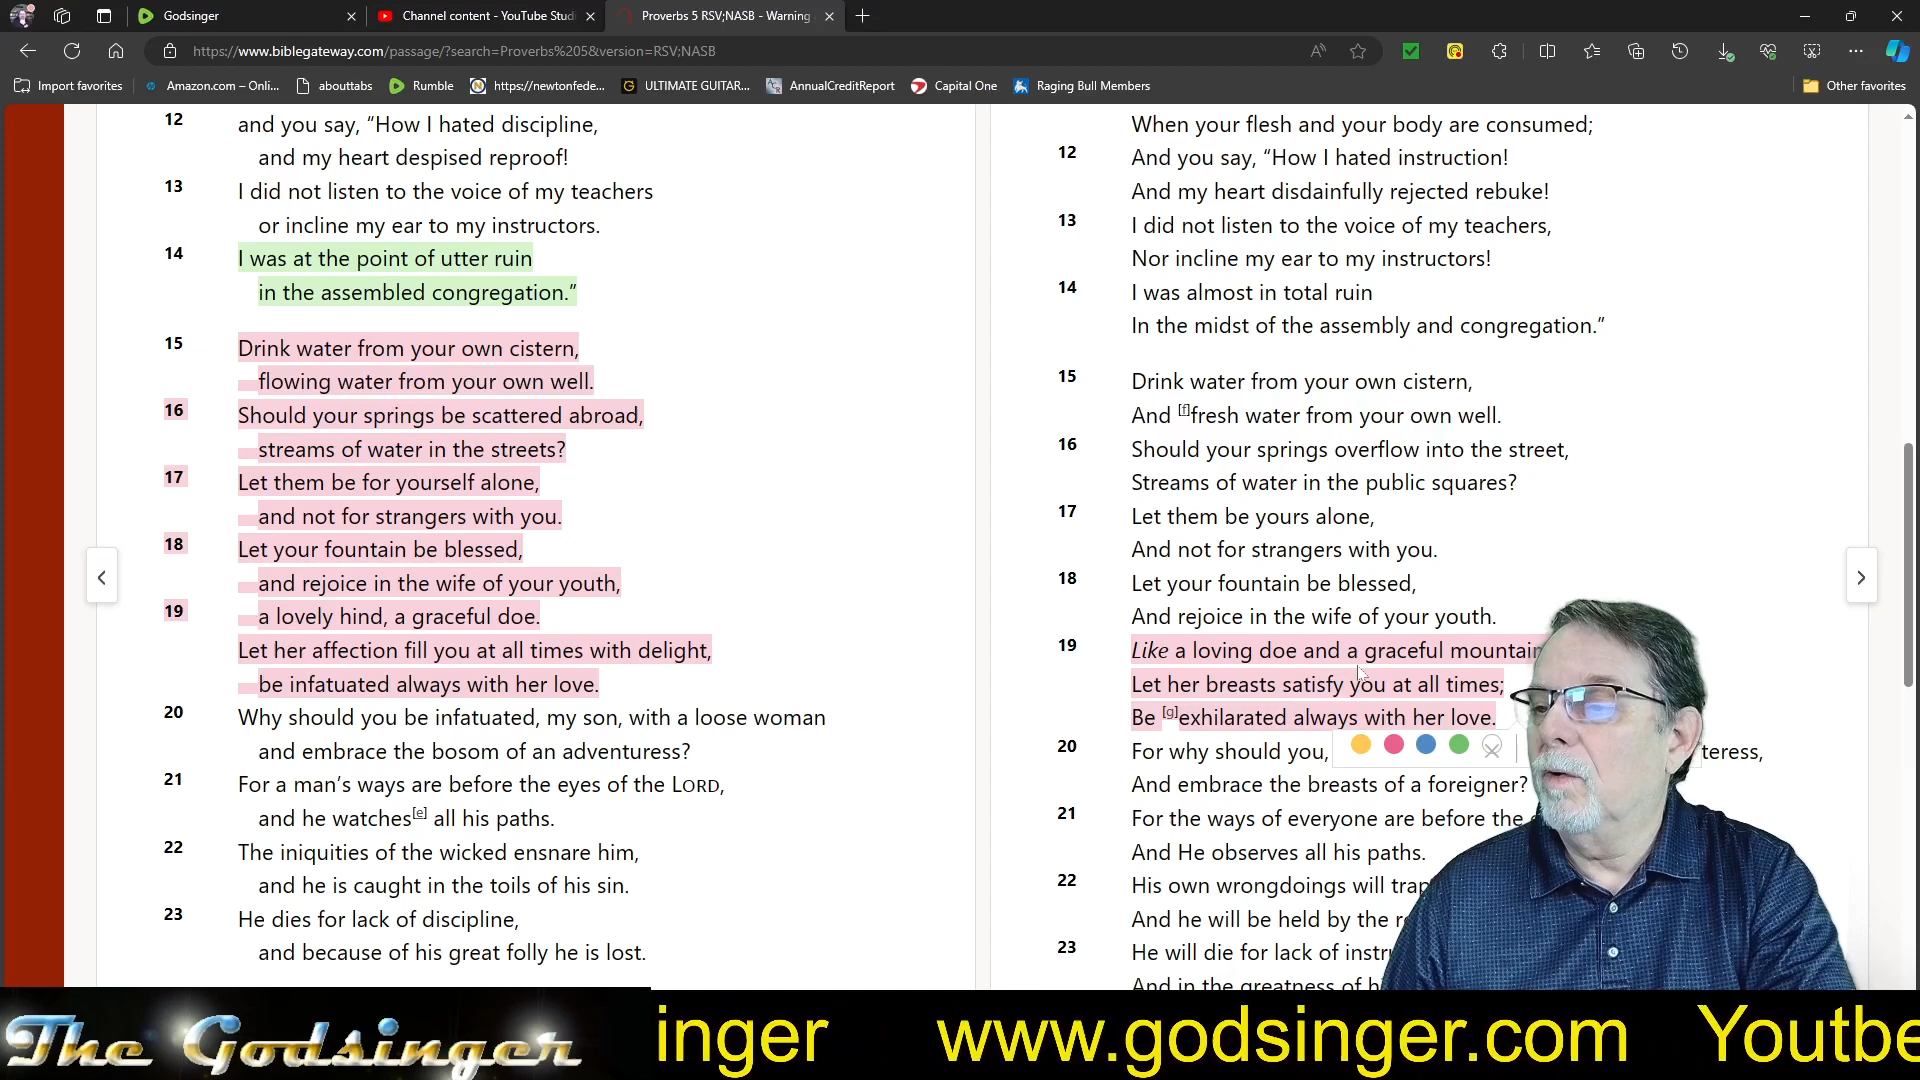 Godsinger
Channel content - YouTube Studi
Proverbs 5 RSV;NASB - Warning
https://www.biblegateway.com/passage/?search=Proverbs%205&version=RSV;NASB
Import favorites
Amazon.com – Onli...
abouttabs
Rumble
https://newtonfede...
ULTIMATE GUITAR...
AnnualCreditReport
Capital One
Raging Bull Members
Other favorites
12 and you say, “How I hated discipline,
and my heart despised reproof!
13 I did not listen to the voice of my teachers
or incline my ear to my instructors.
14 I was at the point of utter ruin
in the assembled congregation.”
15 Drink water from your own cistern,
flowing water from your own well.
16 Should your springs be scattered abroad,
streams of water in the streets?
17 Let them be for yourself alone,
and not for strangers with you.
18 Let your fountain be blessed,
and rejoice in the wife of your youth,
19 a lovely hind, a graceful doe.
Let her affection fill you at all times with delight,
be infatuated always with her love.
20 Why should you be infatuated, my son, with a loose woman
and embrace the bosom of an adventuress?
21 For a man’s ways are before the eyes of the LORD,
and he watches[e] all his paths.
22 The iniquities of the wicked ensnare him,
and he is caught in the toils of his sin.
23 He dies for lack of discipline,
and because of his great folly he is lost.
When your flesh and your body are consumed;
12 And you say, “How I hated instruction!
And my heart disdainfully rejected rebuke!
13 I did not listen to the voice of my teachers,
Nor incline my ear to my instructors!
14 I was almost in total ruin
In the midst of the assembly and congregation.”
15 Drink water from your own cistern,
And [f]fresh water from your own well.
16 Should your springs overflow into the street,
Streams of water in the public squares?
17 Let them be yours alone,
And not for strangers with you.
18 Let your fountain be blessed,
And rejoice in the wife of your youth.
19 Like a loving doe and a graceful mountain
Let her breasts satisfy you at all times;
Be [g]exhilarated always with her love.
20 For why should you, teress,
And embrace the breasts of a foreigner?
21 For the ways of everyone are before the
And He observes all his paths.
22 His own wrongdoings will trap
And he will be held by the
23 He will die for lack of
And in the greatness of
The Godsinger
inger www.godsinger.com Youtbe